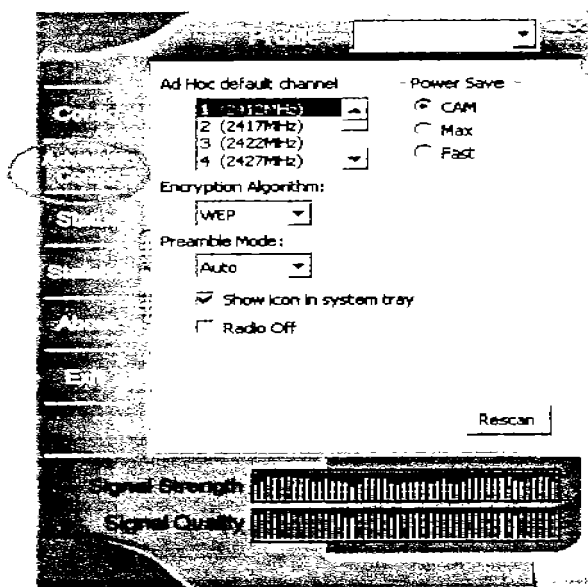 Profile
Ad Hoc default channel
1 (2412MHz)
2 (2417MHz)
3 (2422MHz)
4 (2427MHz)
Power Save
CAM
Max
Fast
Encryption Algorithm:
WEP
Preamble Mode:
Auto
Show icon in system tray
Radio Off
Exit
Rescan
Signal Strength
Signal Quality